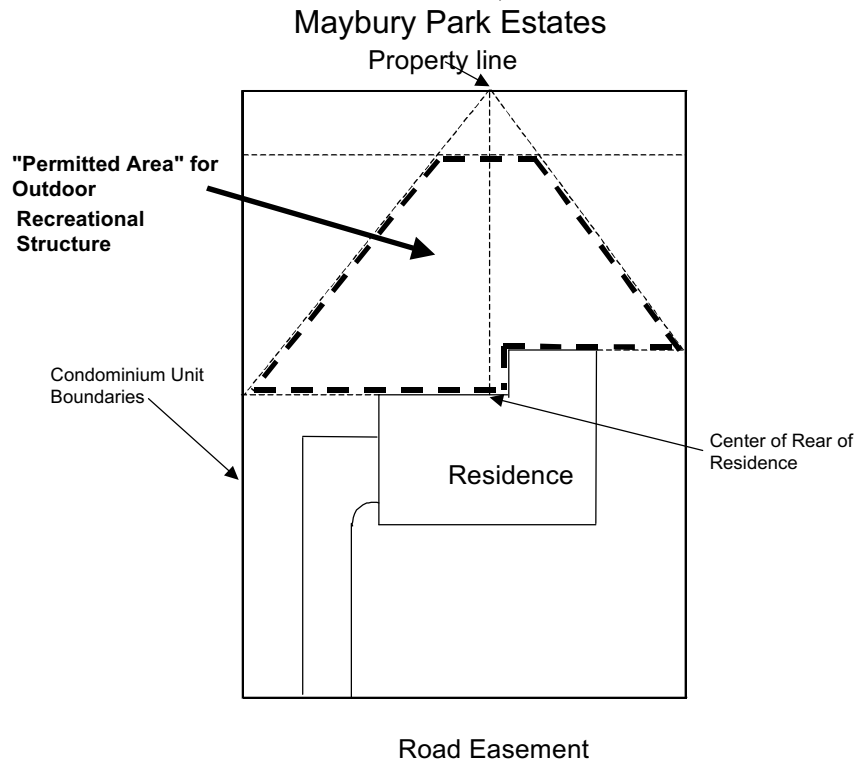 Maybury Park Estates
Property line
"Permitted Area" for
Outdoor
Recreational
Structure
Condominium Unit
Boundaries
Center of Rear of
Residence
Residence
Road Easement